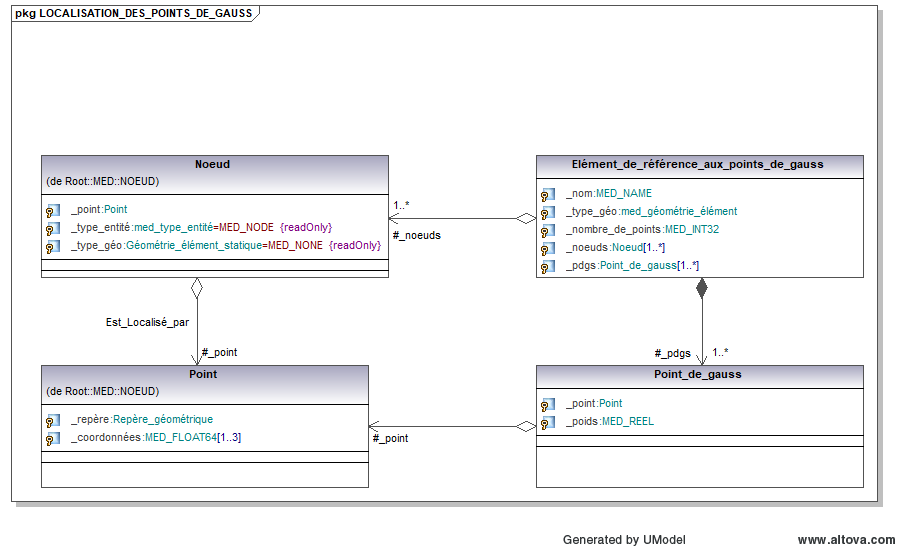 pkg LOCALISATION_DES_POINTS_DE_GAUSS
Noeud
(de Root::MED::NOEUD)
_point:Point
_type_entité:med_type_entité=MED_NODE {readOnly}
_type_géo:Géométrie_élément_statique=MED_NONE {readOnly}
Elément_de_référence_aux_points_de_gauss
_nom:MED_NAME
_type_géo:med_géométrie_élément
_nombre_de_points:MED_INT32
_noeuds:Noeud[1..*]
_pdgs:Point_de_gauss[1..*]
1..*
#_noeuds
Est_Localisé_par
#_point
#_pdgs
1..*
Point
(de Root::MED::NOEUD)
_repère:Repère_géométrique
_coordonnées:MED_FLOAT64[1..3]
#_point
Point_de_gauss
_point:Point
_poids:MED_REEL
Generated by UModel
www.altova.com